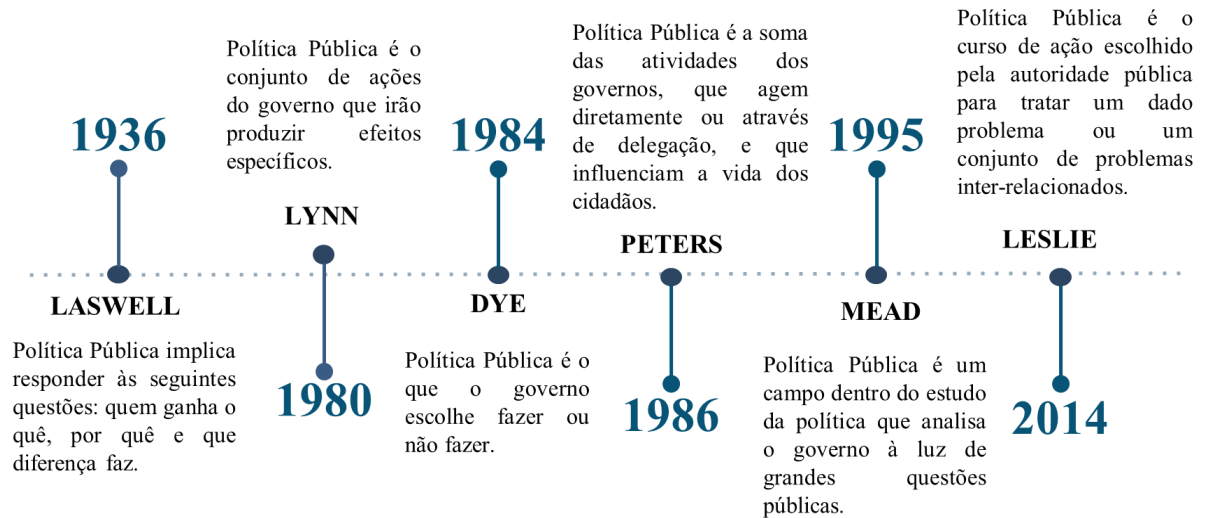 1936
LASWELL
Política Pública implica
responder às seguintes
questões: quem ganha o
quê, por quê e que
diferença faz.
Política Pública é o
conjunto de ações
do governo que irão
produzir efeitos
específicos.
LYNN
1980
1984
DYE
Política Pública é o
que o governo
escolhe fazer ou
não fazer.
Política Pública é a soma
das atividades dos
governos, que agem
diretamente ou através
de delegação, e que
influenciam a vida dos
cidadãos.
PETERS
1986
1995
MEAD
Política Pública é um
campo dentro do estudo
da política que analisa
o governo à luz de
grandes questões
públicas.
Política Pública é o
curso de ação escolhido
pela autoridade pública
para tratar um dado
problema ou um
conjunto de problemas
inter-relacionados.
LESLIE
2014